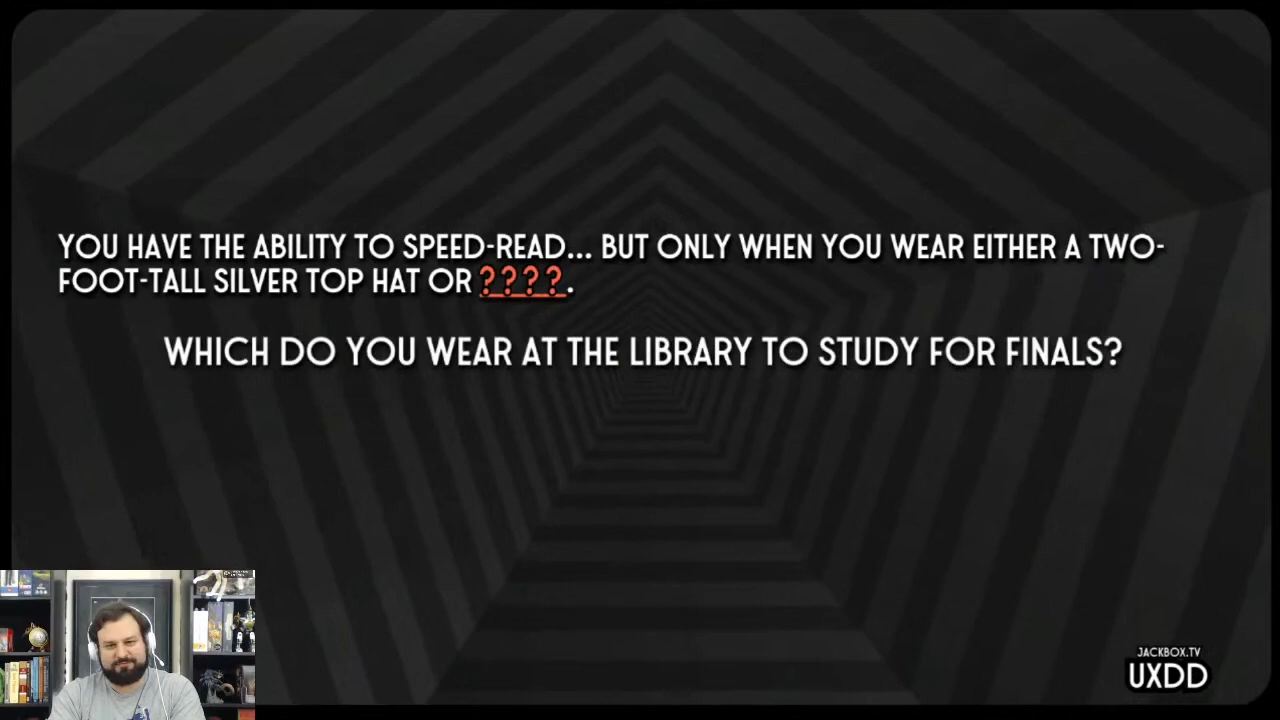 YOU HAVE THE ABILITY TO SPEED-READ... BUT ONLY WHEN YOU WEAR EITHER A TWO-
FOOT-TALL SILVER TOP HAT OR ????.
WHICH DO YOU WEAR AT THE LIBRARY TO STUDY FOR FINALS?
JACKBOX.TV
UXDD